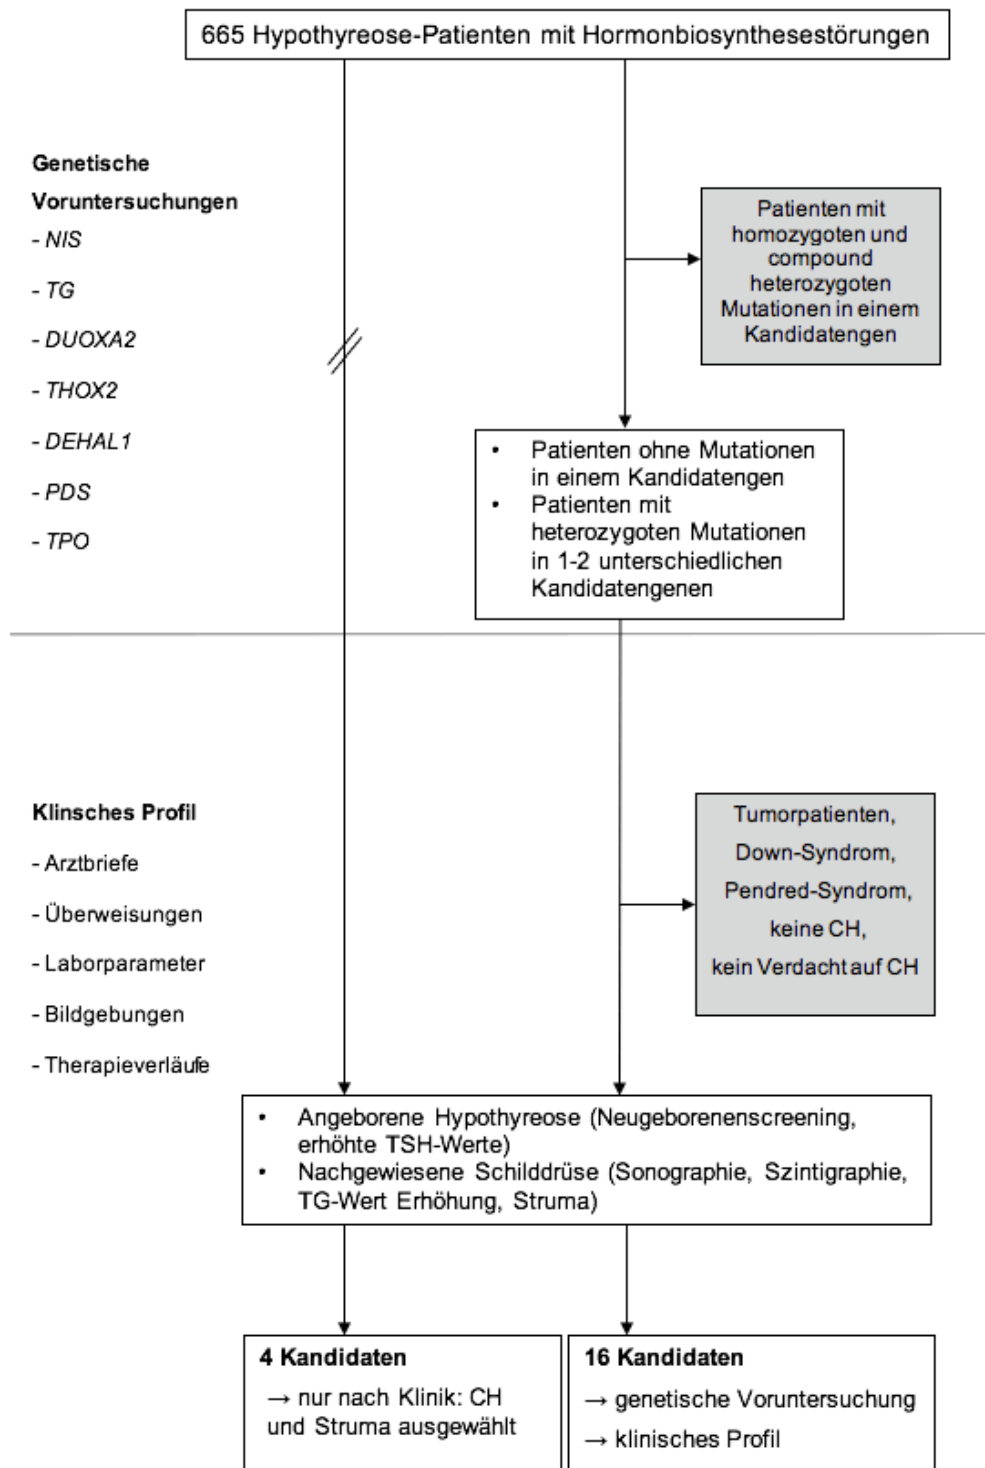 665 Hypothyreose-Patienten mit Hormonbiosynthesestörungen
Genetische
Voruntersuchungen
- NIS
- TG
- DUOXA2
- THOX2
- DEHAL1
- PDS
- TPO
Patienten mit
homozygoten und
compound
heterozygoten
Mutationen in einem
Kandidatengen
• Patienten ohne Mutationen
in einem Kandidatengen
• Patienten mit
heterozygoten Mutationen
in 1-2 unterschiedlichen
Kandidatengenen
Klinsches Profil
- Arztbriefe
- Überweisungen
- Laborparameter
- Bildgebungen
- Therapieverläufe
Tumorpatienten,
Down-Syndrom,
Pendred-Syndrom,
keine CH,
kein Verdacht auf CH
• Angeborene Hypothyreose (Neugeborenenscreening,
erhöhte TSH-Werte)
• Nachgewiesene Schilddrüse (Sonographie, Szintigraphie,
TG-Wert Erhöhung, Struma)
4 Kandidaten
→ nur nach Klinik: CH
und Struma ausgewählt
16 Kandidaten
→ genetische Voruntersuchung
→ klinisches Profil